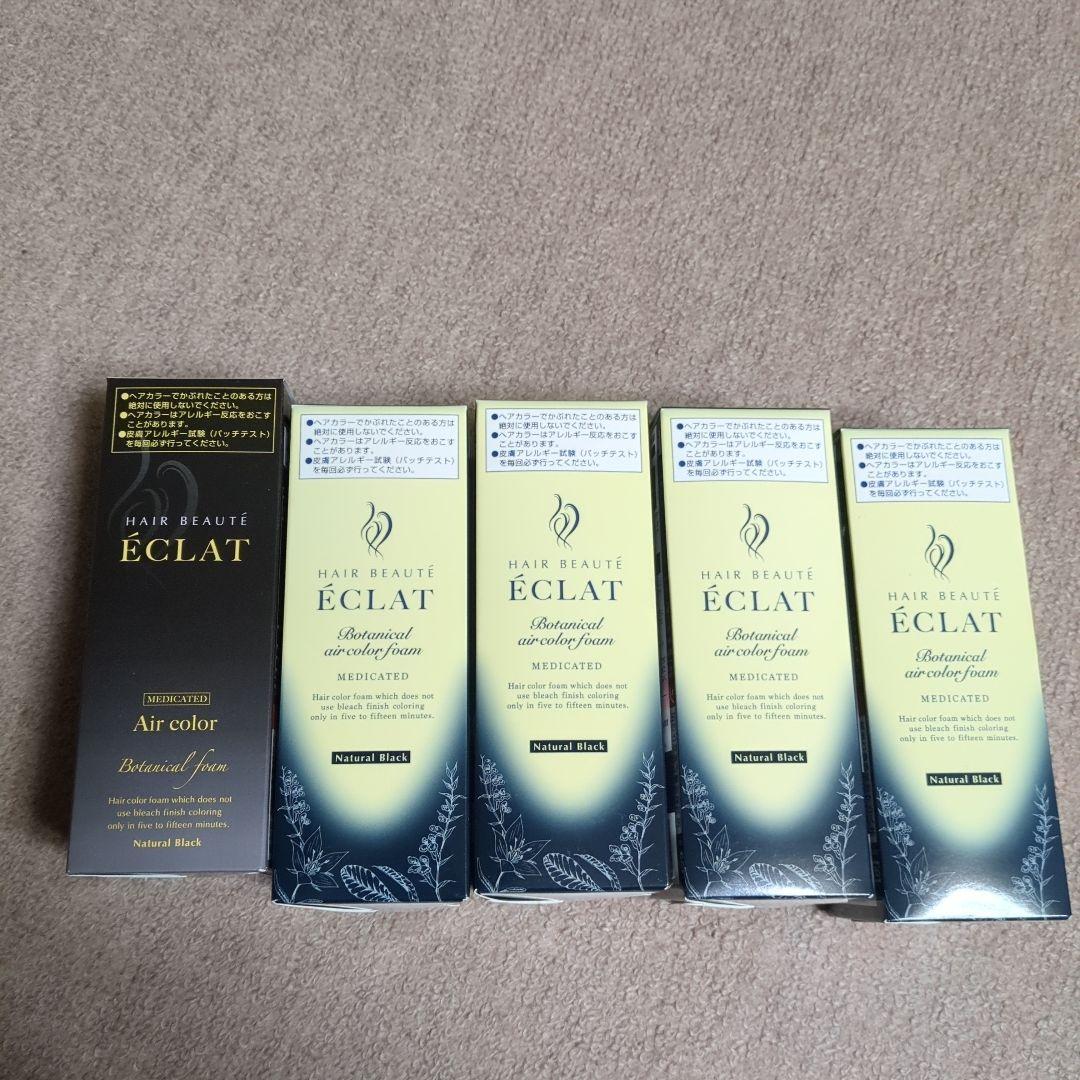 ●ヘアカラーでかぶれたことのある方は
絶対に使用しないでください。
●ヘアカラーはアレルギー反応をおこす
ことがあります。
●皮膚アレルギー試験（パッチテスト）
を毎回必ず行ってください。
HAIR BEAUTÉ
ÉCLAT
MEDICATED
Air color
Botanical foam
Hair color foam which does not
use bleach finish coloring
only in five to fifteen minutes.
Natural Black
●ヘアカラーでかぶれたことのある方は
絶対に使用しないでください。
●ヘアカラーはアレルギー反応をおこす
ことがあります。
●皮膚アレルギー試験（パッチテスト）
を毎回必ず行ってください。
HAIR BEAUTÉ
ÉCLAT
Botanical
air color foam
MEDICATED
Hair color foam which does not
use bleach finish coloring
only in five to fifteen minutes.
Natural Black
●ヘアカラーでかぶれたことのある方は
絶対に使用しないでください。
●ヘアカラーはアレルギー反応をおこす
ことがあります。
●皮膚アレルギー試験（パッチテスト）
を毎回必ず行ってください。
HAIR BEAUTÉ
ÉCLAT
Botanical
air color foam
MEDICATED
Hair color foam which does not
use bleach finish coloring
only in five to fifteen minutes.
Natural Black
●ヘアカラーでかぶれたことのある方は
絶対に使用しないでください。
●ヘアカラーはアレルギー反応をおこす
ことがあります。
●皮膚アレルギー試験（パッチテスト）
を毎回必ず行ってください。
HAIR BEAUTÉ
ÉCLAT
Botanical
air color foam
MEDICATED
Hair color foam which does not
use bleach finish coloring
only in five to fifteen minutes.
Natural Black
●ヘアカラーでかぶれたことのある方は
絶対に使用しないでください。
●ヘアカラーはアレルギー反応をおこす
ことがあります。
●皮膚アレルギー試験（パッチテスト）
を毎回必ず行ってください。
HAIR BEAUTÉ
ÉCLAT
Botanical
air color foam
MEDICATED
Hair color foam which does not
use bleach finish coloring
only in five to fifteen minutes.
Natural Black